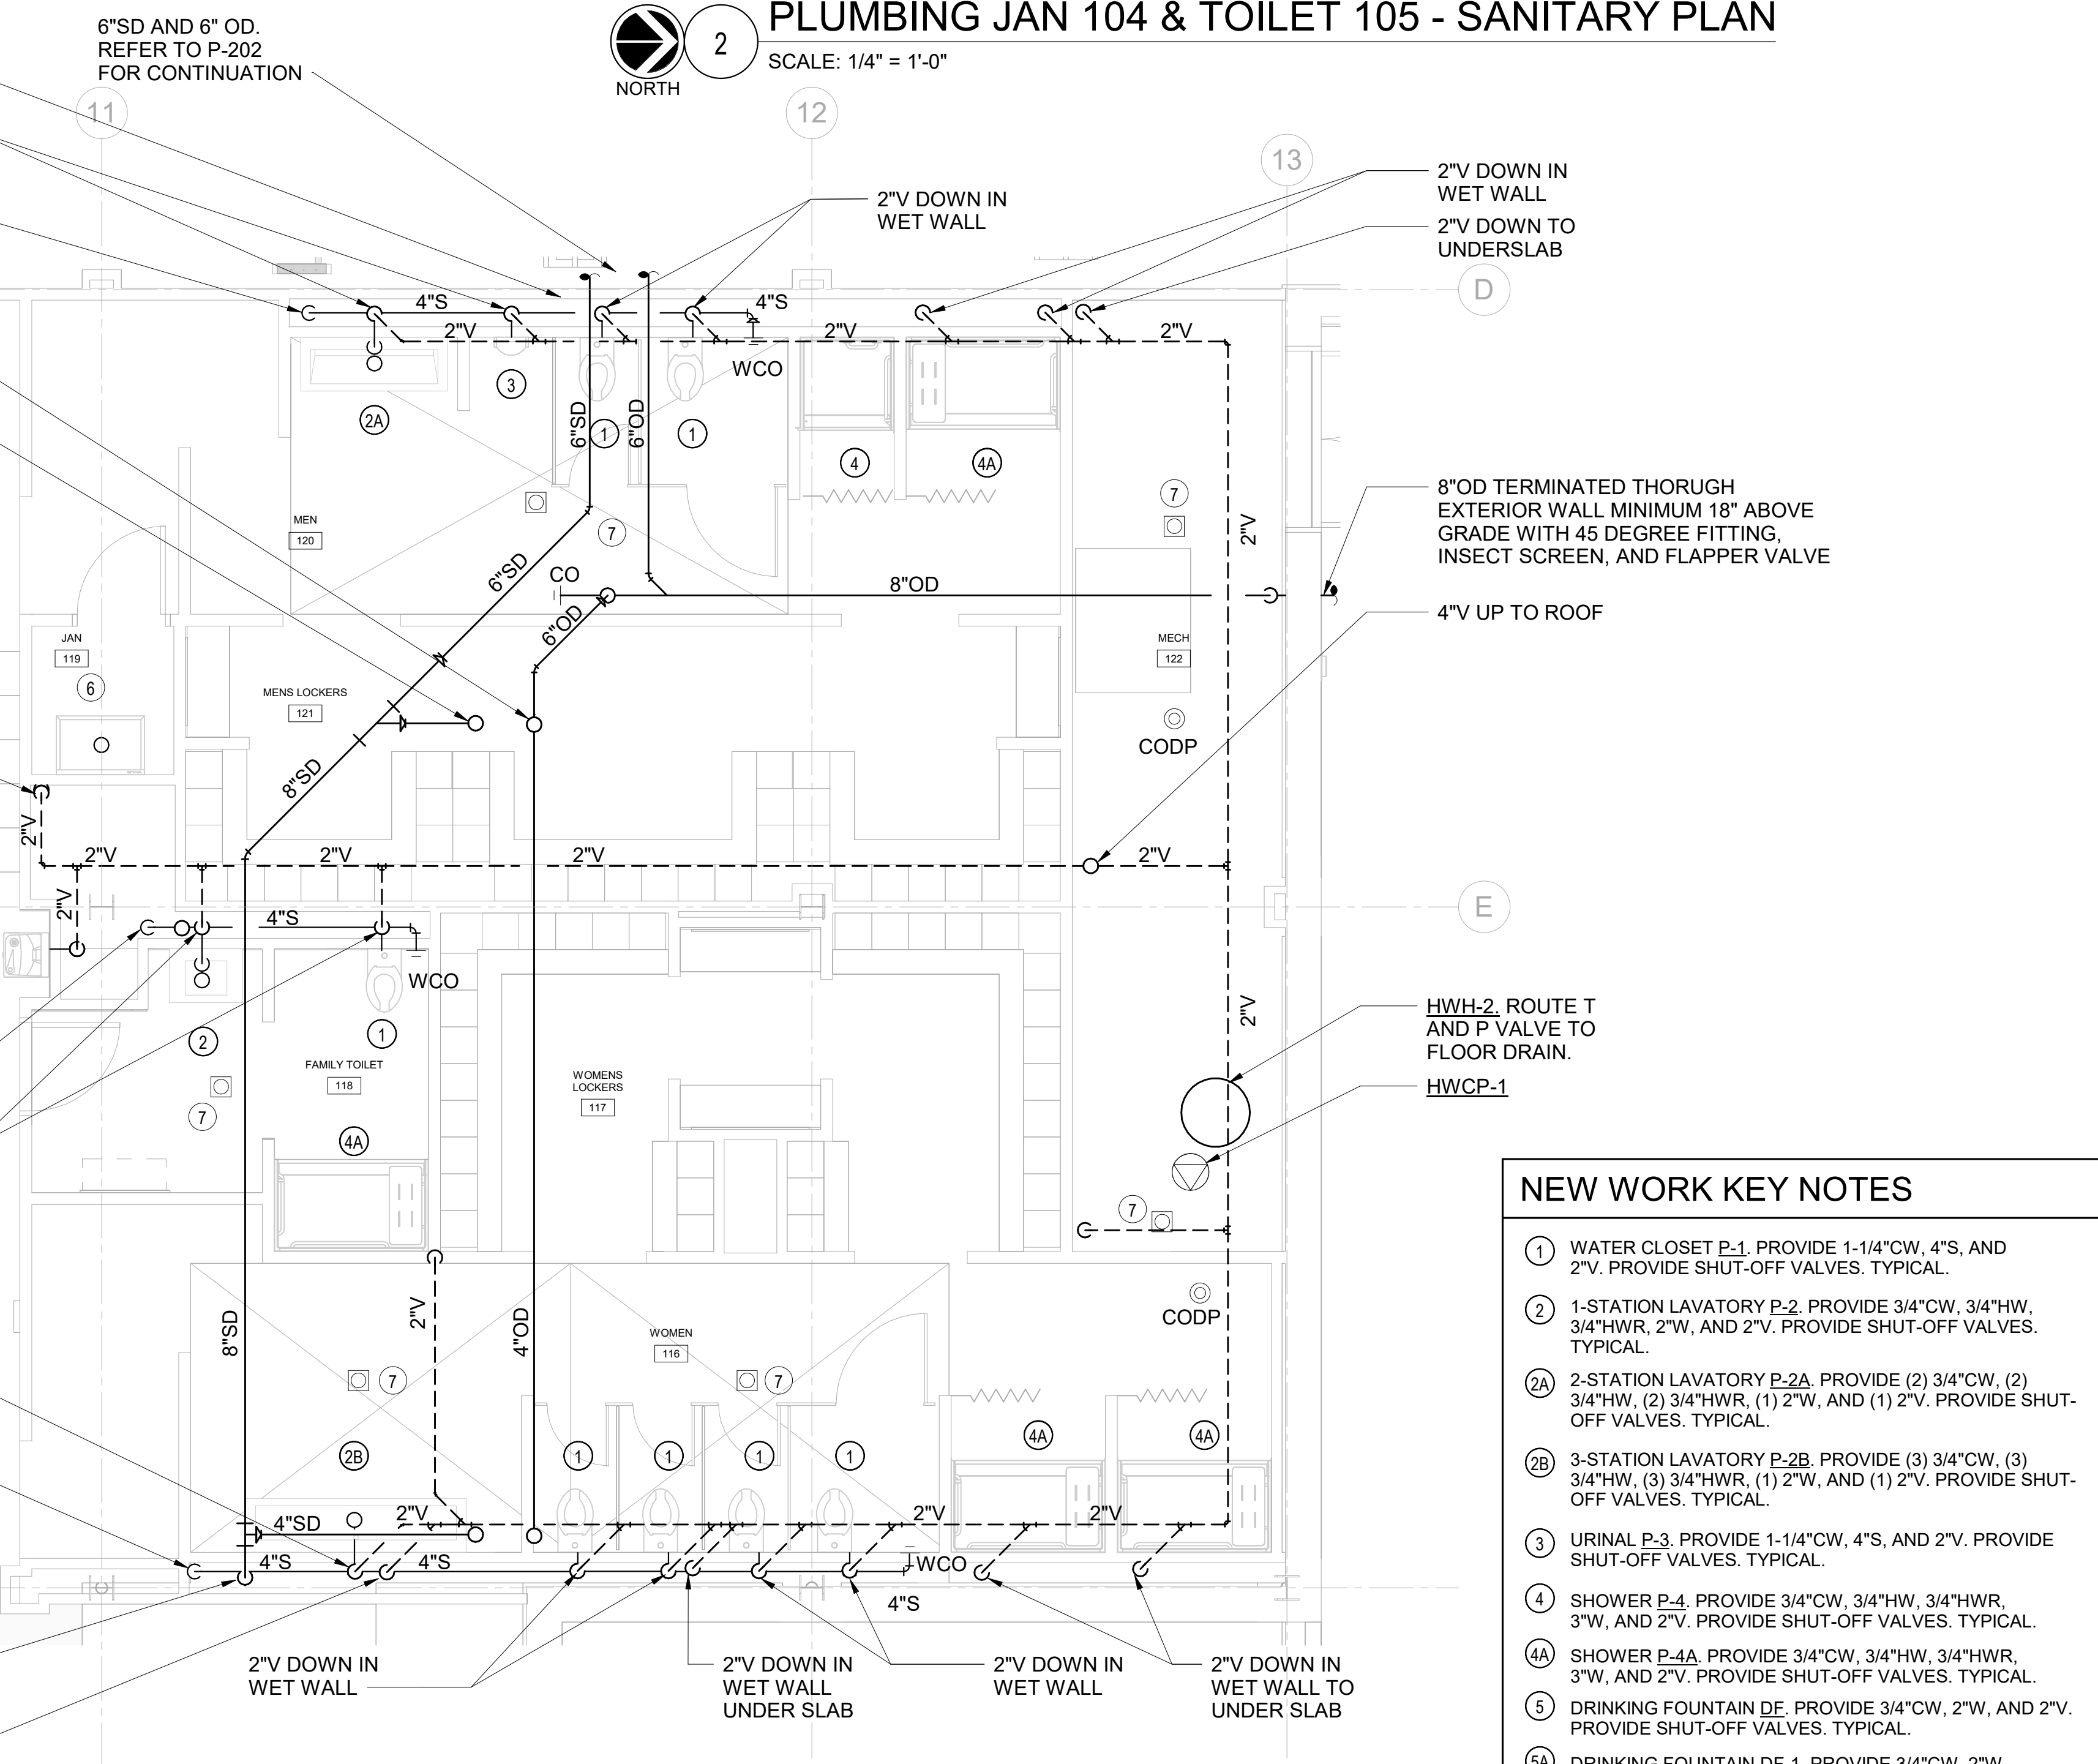 PLUMBING JAN 104 & TOILET 105 - SANITARY PLAN
2
SCALE: 1/4" = 1'-0"
NORTH
6"SD AND 6" OD.
REFER TO P-202
FOR CONTINUATION
11
12
13
D
E
2"V DOWN IN
WET WALL
2"V DOWN IN
WET WALL
2"V DOWN TO
UNDERSLAB
4"S
4"S
2"V
2"V
2"V
WCO
3
2A
6"SD
1
6"OD
1
4
4A
7
7
MEN
120
8"OD TERMINATED THORUGH
EXTERIOR WALL MINIMUM 18" ABOVE
GRADE WITH 45 DEGREE FITTING,
INSECT SCREEN, AND FLAPPER VALVE
2"V
6"SD
CO
8"OD
6"OD
4"V UP TO ROOF
JAN
119
6
MECH
122
MENS LOCKERS
121
CODP
8"SD
2"V
2"V
2"V
2"V
2"V
2"V
4"S
WCO
2
1
7
FAMILY TOILET
118
4A
WOMENS
LOCKERS
117
2"V
HWH-2. ROUTE T
AND P VALVE TO
FLOOR DRAIN.
HWCP-1
7
CODP
8"SD
2"V
4"OD
WOMEN
116
7
7
2B
1
1
1
1
4A
4A
4"SD
2"V
2"V
2"V
4"S
4"S
WCO
4"S
2"V DOWN IN
WET WALL
2"V DOWN IN
WET WALL
UNDER SLAB
2"V DOWN IN
WET WALL
2"V DOWN IN
WET WALL TO
UNDER SLAB
NEW WORK KEY NOTES
1 WATER CLOSET P-1. PROVIDE 1-1/4"CW, 4"S, AND
2"V. PROVIDE SHUT-OFF VALVES. TYPICAL.
2 1-STATION LAVATORY P-2. PROVIDE 3/4"CW, 3/4"HW,
3/4"HWR, 2"W, AND 2"V. PROVIDE SHUT-OFF VALVES.
TYPICAL.
2A 2-STATION LAVATORY P-2A. PROVIDE (2) 3/4"CW, (2)
3/4"HW, (2) 3/4"HWR, (1) 2"W, AND (1) 2"V. PROVIDE SHUT-
OFF VALVES. TYPICAL.
2B 3-STATION LAVATORY P-2B. PROVIDE (3) 3/4"CW, (3)
3/4"HW, (3) 3/4"HWR, (1) 2"W, AND (1) 2"V. PROVIDE SHUT-
OFF VALVES. TYPICAL.
3 URINAL P-3. PROVIDE 1-1/4"CW, 4"S, AND 2"V. PROVIDE
SHUT-OFF VALVES. TYPICAL.
4 SHOWER P-4. PROVIDE 3/4"CW, 3/4"HW, 3/4"HWR,
3"W, AND 2"V. PROVIDE SHUT-OFF VALVES. TYPICAL.
4A SHOWER P-4A. PROVIDE 3/4"CW, 3/4"HW, 3/4"HWR,
3"W, AND 2"V. PROVIDE SHUT-OFF VALVES. TYPICAL.
5 DRINKING FOUNTAIN DF. PROVIDE 3/4"CW, 2"W, AND 2"V.
PROVIDE SHUT-OFF VALVES. TYPICAL.
5A DRINKING FOUNTAIN DF-1. PROVIDE 3/4"CW, 2"W,